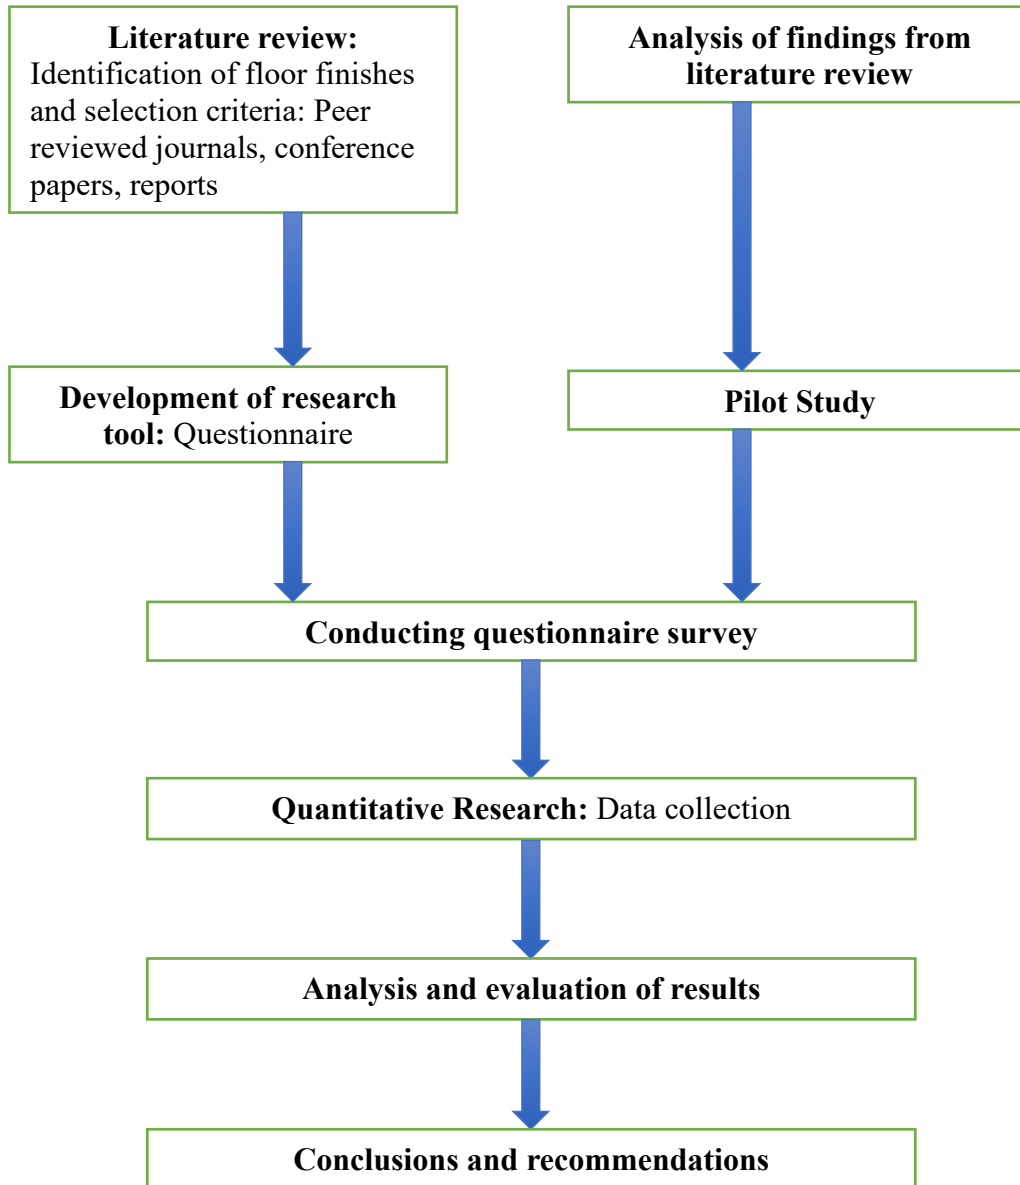 Literature review:
Identification of floor finishes
and selection criteria: Peer
reviewed journals, conference
papers, reports
Analysis of findings from
literature review
Development of research
tool: Questionnaire
Pilot Study
Conducting questionnaire survey
Quantitative Research: Data collection
Analysis and evaluation of results
Conclusions and recommendations